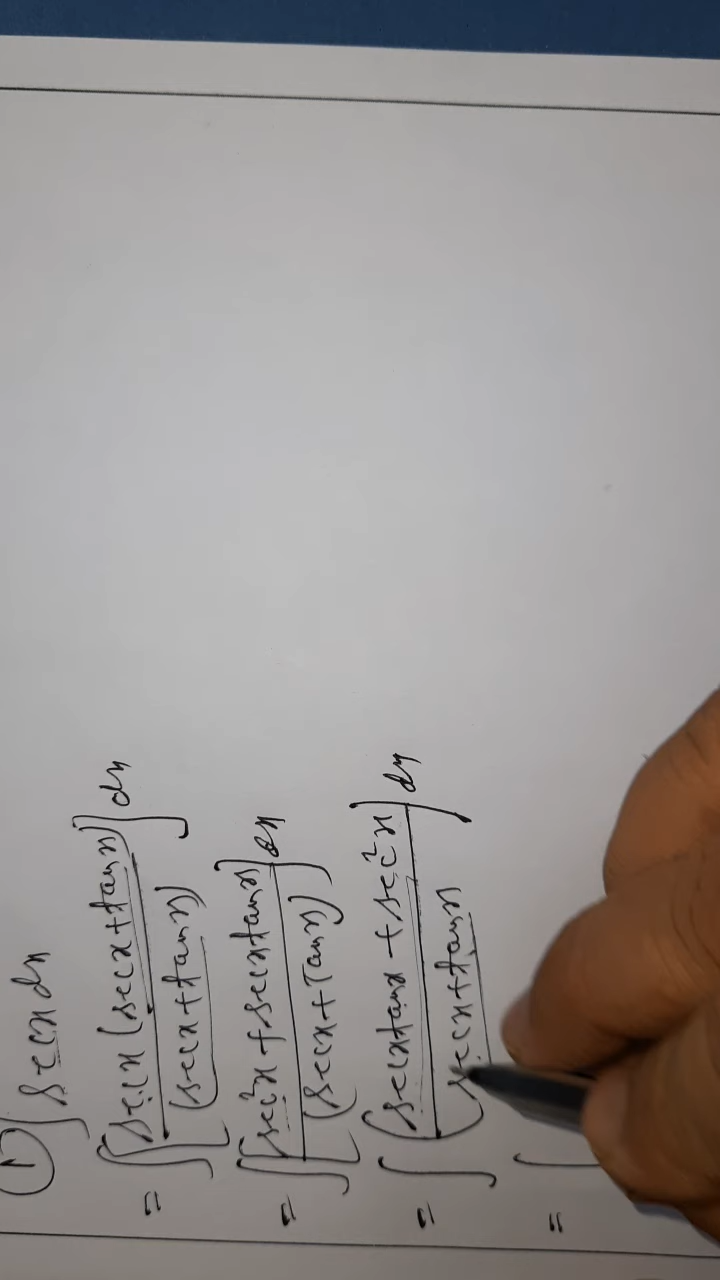 ① ∫ secx dx
= ∫ [secx (secx + tanx) / (secx + tanx)] dx
= ∫ [sec²x + secxtanx / (secx + Tanx)] dx
= ∫ (secxtanx + sec²x / secx + tanx) dx
= ∫